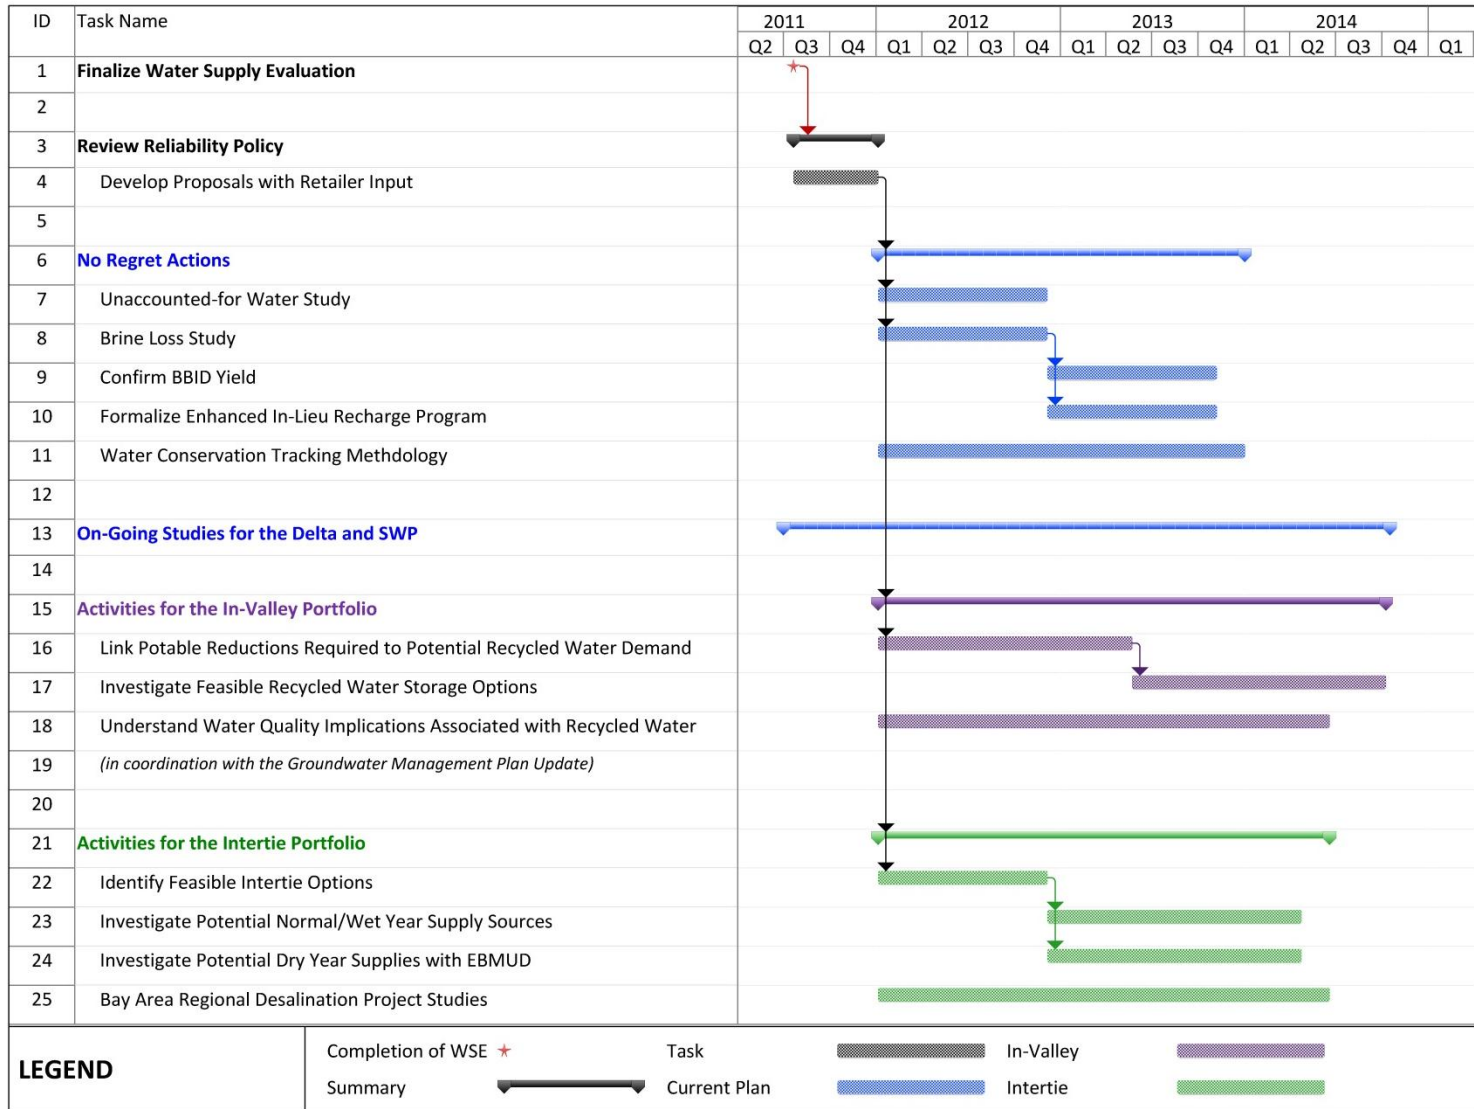 ID Task Name 2011 2012 2013 2014
Q2 Q3 Q4 Q1 Q2 Q3 Q4 Q1 Q2 Q3 Q4 Q1 Q2 Q3 Q4 Q1
1 Finalize Water Supply Evaluation
2
3 Review Reliability Policy
4 Develop Proposals with Retailer Input
5
6 No Regret Actions
7 Unaccounted-for Water Study
8 Brine Loss Study
9 Confirm BBID Yield
10 Formalize Enhanced In-Lieu Recharge Program
11 Water Conservation Tracking Methdology
12
13 On-Going Studies for the Delta and SWP
14
15 Activities for the In-Valley Portfolio
16 Link Potable Reductions Required to Potential Recycled Water Demand
17 Investigate Feasible Recycled Water Storage Options
18 Understand Water Quality Implications Associated with Recycled Water
19 (in coordination with the Groundwater Management Plan Update)
20
21 Activities for the Intertie Portfolio
22 Identify Feasible Intertie Options
23 Investigate Potential Normal/Wet Year Supply Sources
24 Investigate Potential Dry Year Supplies with EBMUD
25 Bay Area Regional Desalination Project Studies
LEGEND
Completion of WSE Task In-Valley
Summary Current Plan Intertie